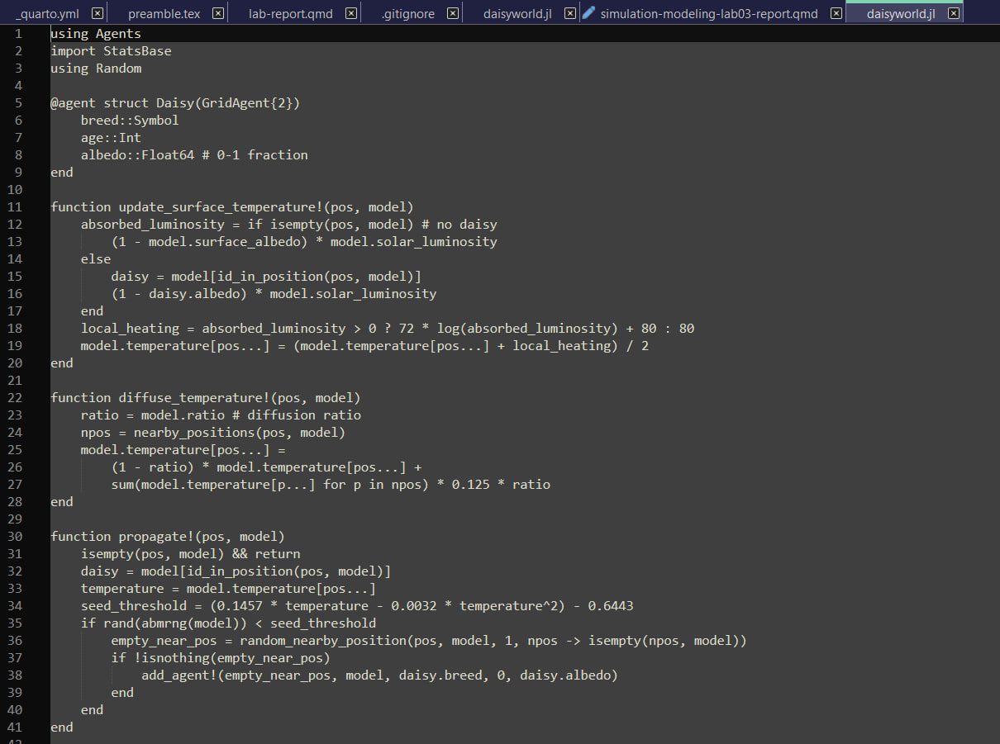 _quarto.yml preamble.tex lab-report.qmd .gitignore daisyworld.jl simulation-modeling-lab03-report.qmd daisyworld.jl
1 using Agents
2 import StatsBase
3 using Random
4
5 @agent struct Daisy(GridAgent{2})
6     breed::Symbol
7     age::Int
8     albedo::Float64 # 0-1 fraction
9 end
10
11 function update_surface_temperature!(pos, model)
12     absorbed_luminosity = if isempty(pos, model) # no daisy
13         (1 - model.surface_albedo) * model.solar_luminosity
14     else
15         daisy = model[id_in_position(pos, model)]
16         (1 - daisy.albedo) * model.solar_luminosity
17     end
18     local_heating = absorbed_luminosity > 0 ? 72 * log(absorbed_luminosity) + 80 : 80
19     model.temperature[pos...] = (model.temperature[pos...] + local_heating) / 2
20 end
21
22 function diffuse_temperature!(pos, model)
23     ratio = model.ratio # diffusion ratio
24     npos = nearby_positions(pos, model)
25     model.temperature[pos...] =
26         (1 - ratio) * model.temperature[pos...] +
27         sum(model.temperature[p...] for p in npos) * 0.125 * ratio
28 end
29
30 function propagate!(pos, model)
31     isempty(pos, model) && return
32     daisy = model[id_in_position(pos, model)]
33     temperature = model.temperature[pos...]
34     seed_threshold = (0.1457 * temperature - 0.0032 * temperature^2) - 0.6443
35     if rand(abmrng(model)) < seed_threshold
36         empty_near_pos = random_nearby_position(pos, model, 1, npos -> isempty(npos, model))
37         if !isnothing(empty_near_pos)
38             add_agent!(empty_near_pos, model, daisy.breed, 0, daisy.albedo)
39         end
40     end
41 end
42